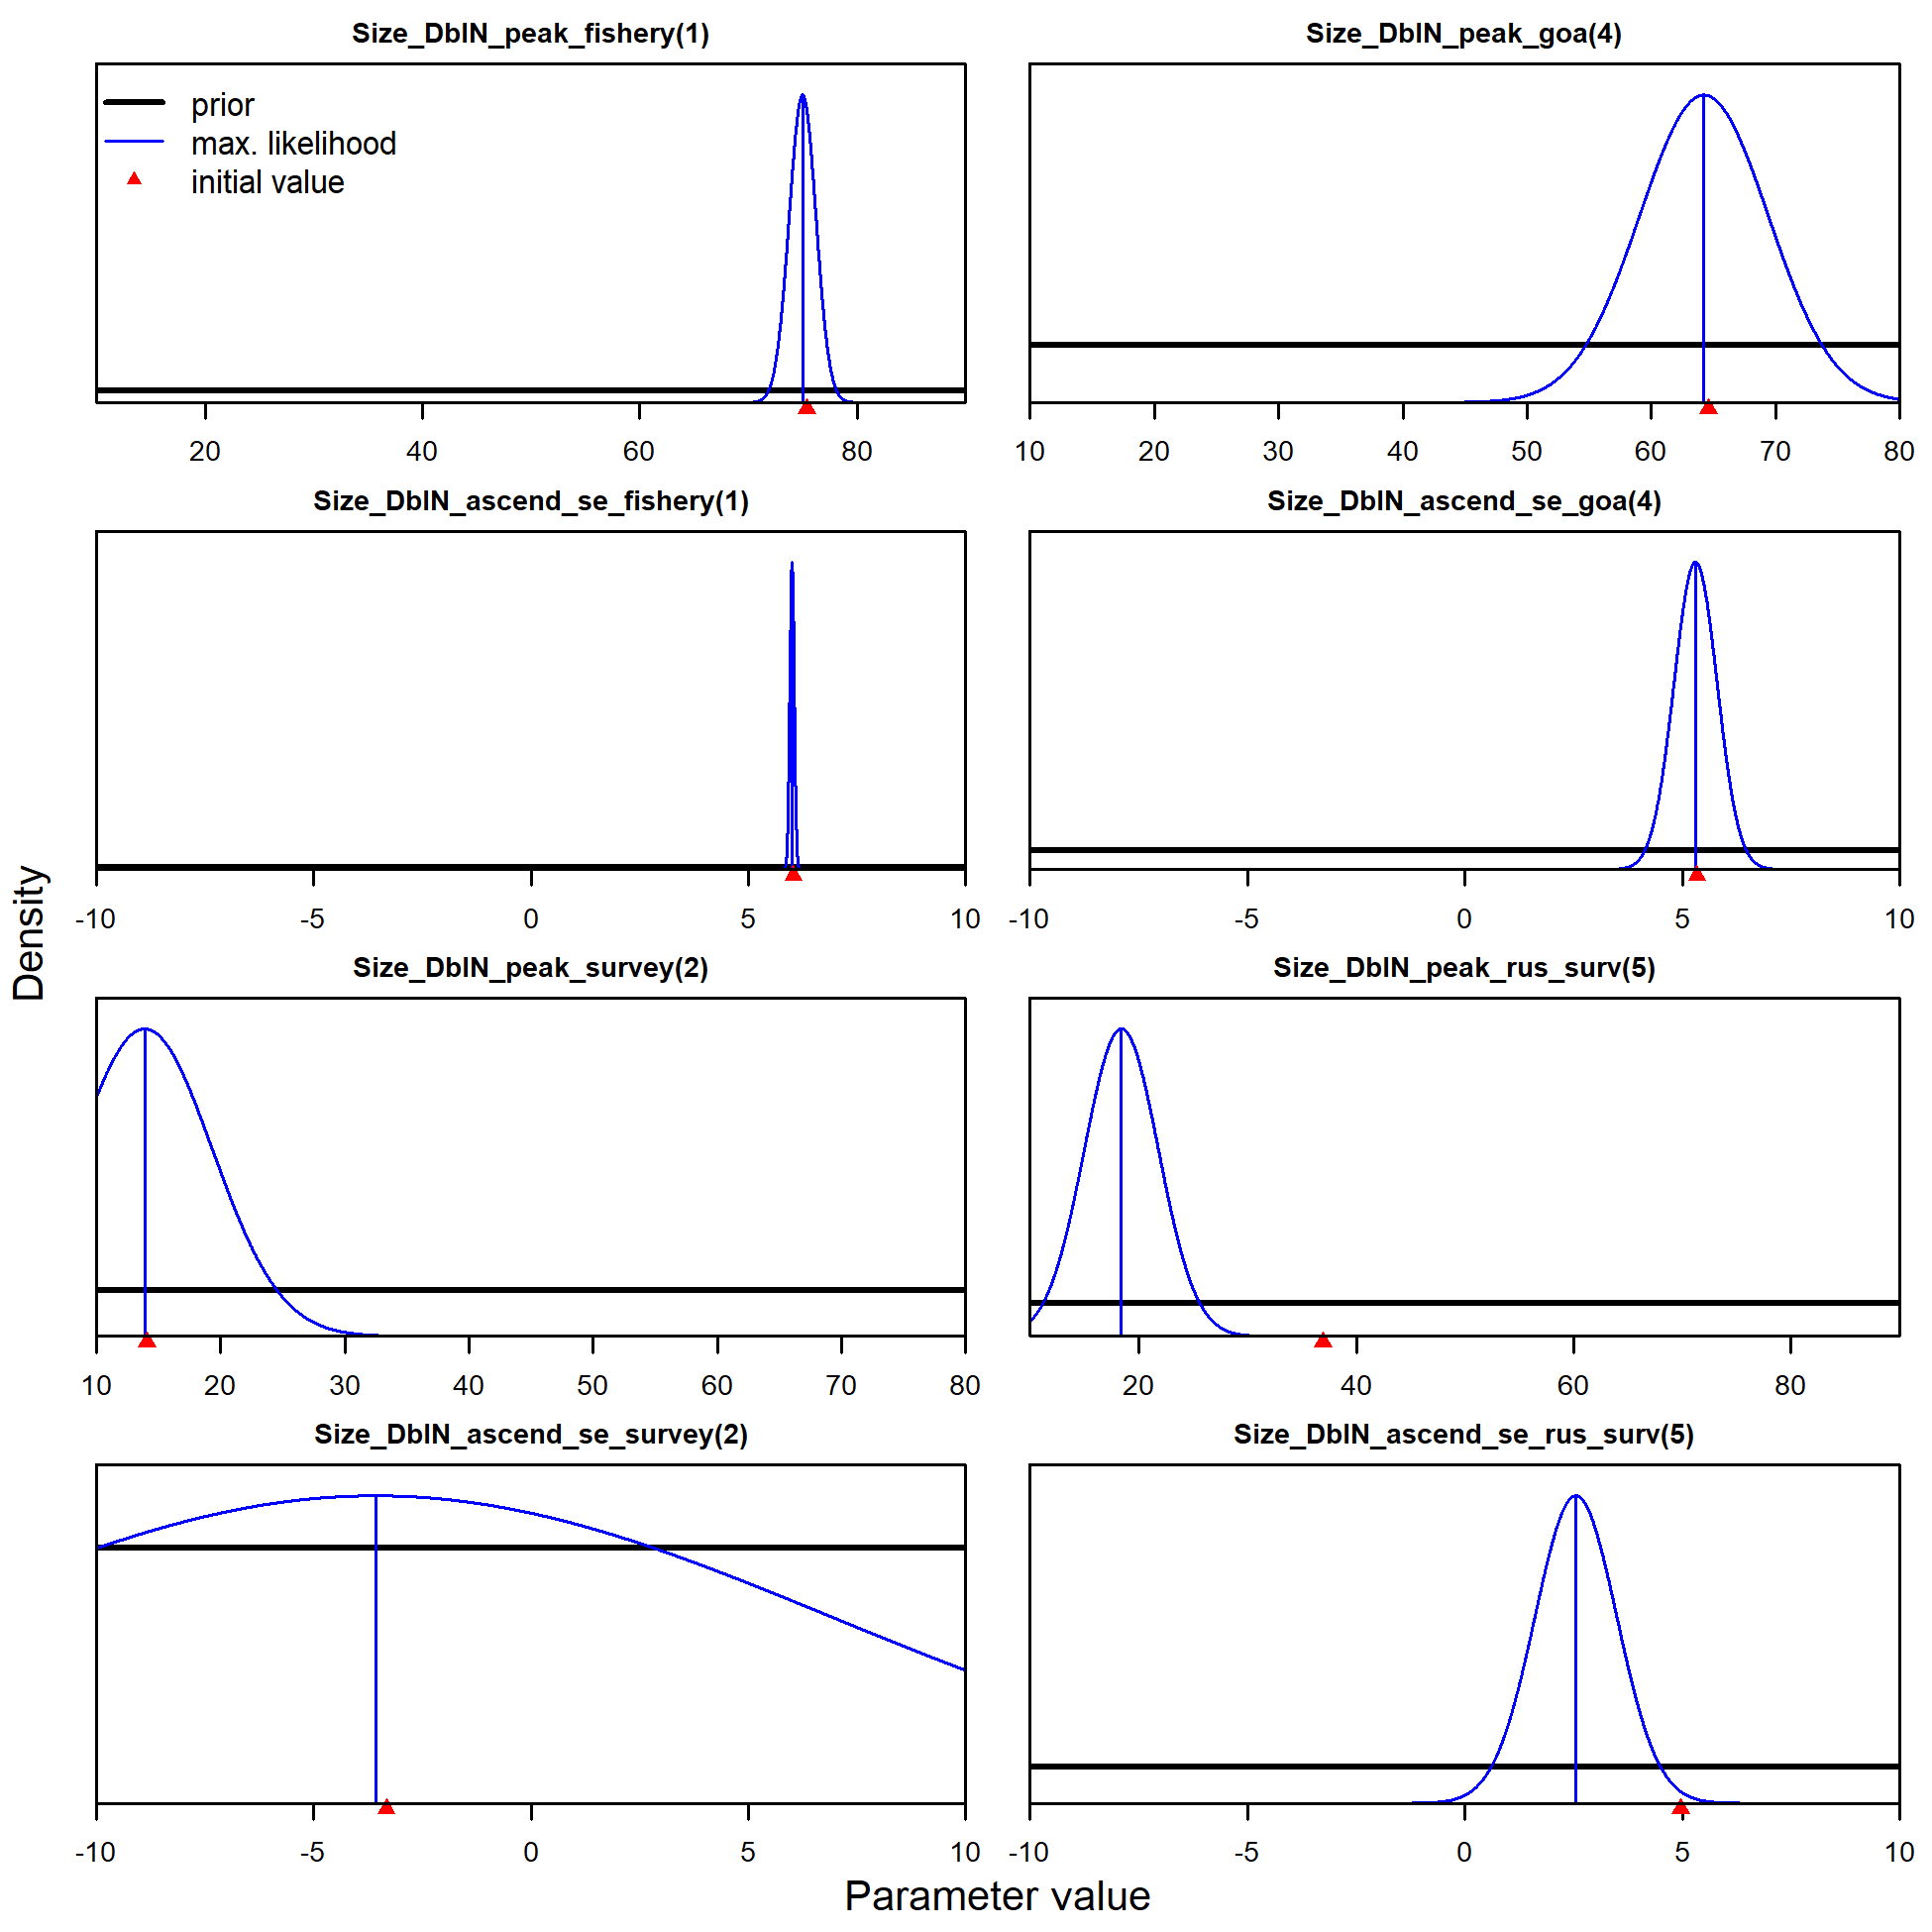 Size_DblN_peak_fishery(1)
Size_DblN_peak_goa(4)
prior
max. likelihood
initial value
20 40 60 80
10 20 30 40 50 60 70 80
Size_DblN_ascend_se_fishery(1)
Size_DblN_ascend_se_goa(4)
-10 -5 0 5 10
-10 -5 0 5 10
Density
Size_DblN_peak_survey(2)
Size_DblN_peak_rus_surv(5)
10 20 30 40 50 60 70 80
20 40 60 80
Size_DblN_ascend_se_survey(2)
Size_DblN_ascend_se_rus_surv(5)
-10 -5 0 5 10
-10 -5 0 5 10
Parameter value